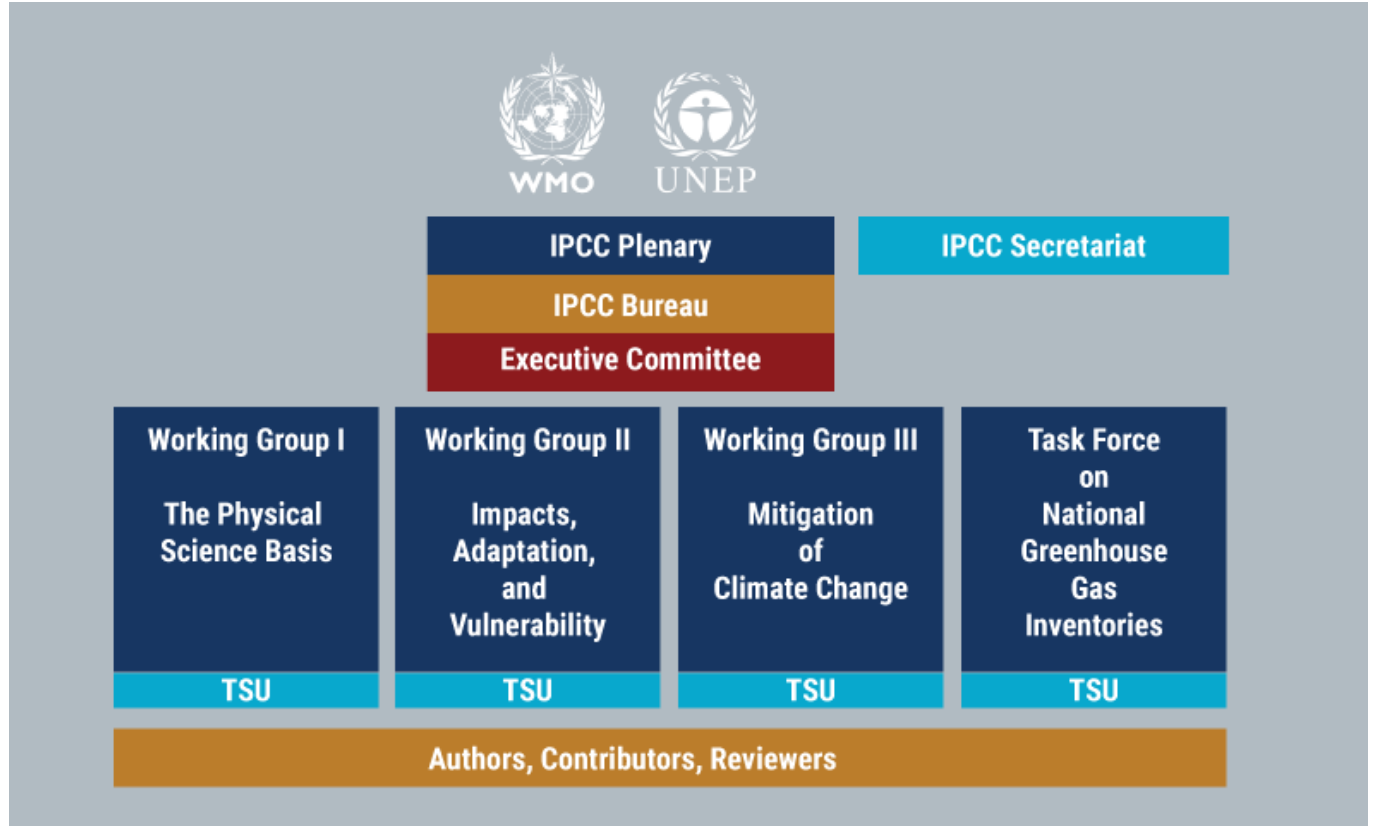 WMO
UNEP
IPCC Plenary
IPCC Secretariat
IPCC Bureau
Executive Committee
Working Group I
The Physical
Science Basis
TSU
Working Group II
Impacts,
Adaptation,
and
Vulnerability
TSU
Working Group III
Mitigation
of
Climate Change
TSU
Task Force
on
National
Greenhouse
Gas
Inventories
TSU
Authors, Contributors, Reviewers